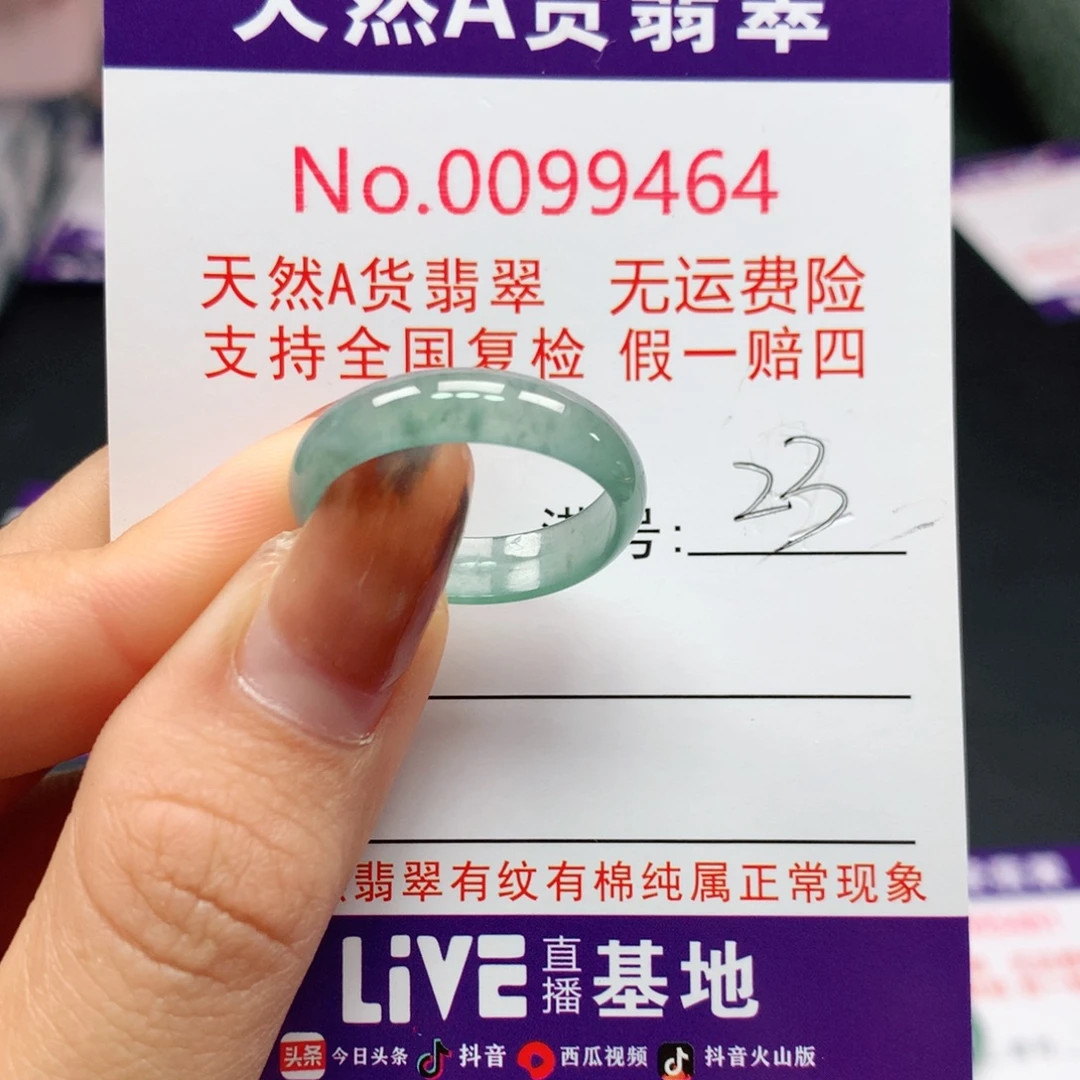 天然A货翡翠
No.0099464
天然A货翡翠 无运费险
支持全国复检 假一赔四
号: 23
翡翠有纹有棉纯属正常现象
LiVE 直播 基地
头条 今日头条 抖音 西瓜视频 抖音火山版